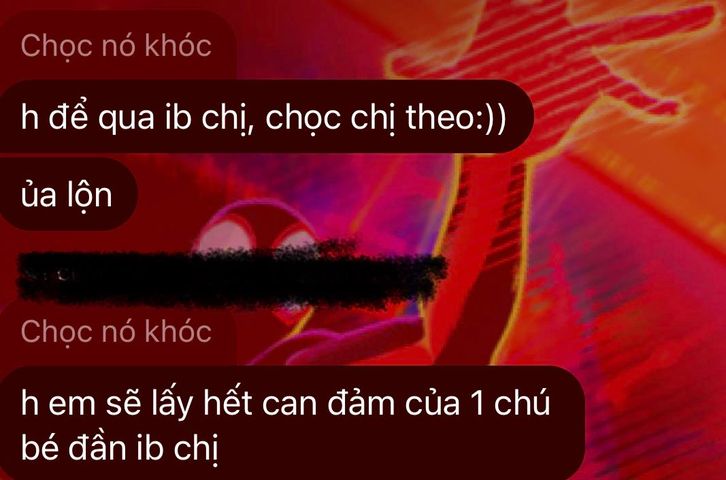 Chọc nó khóc
h để qua ib chị, chọc chị theo:))
ủa lộn
Chọc nó khóc
h em sẽ lấy hết can đảm của 1 chú
bé đần ib chị